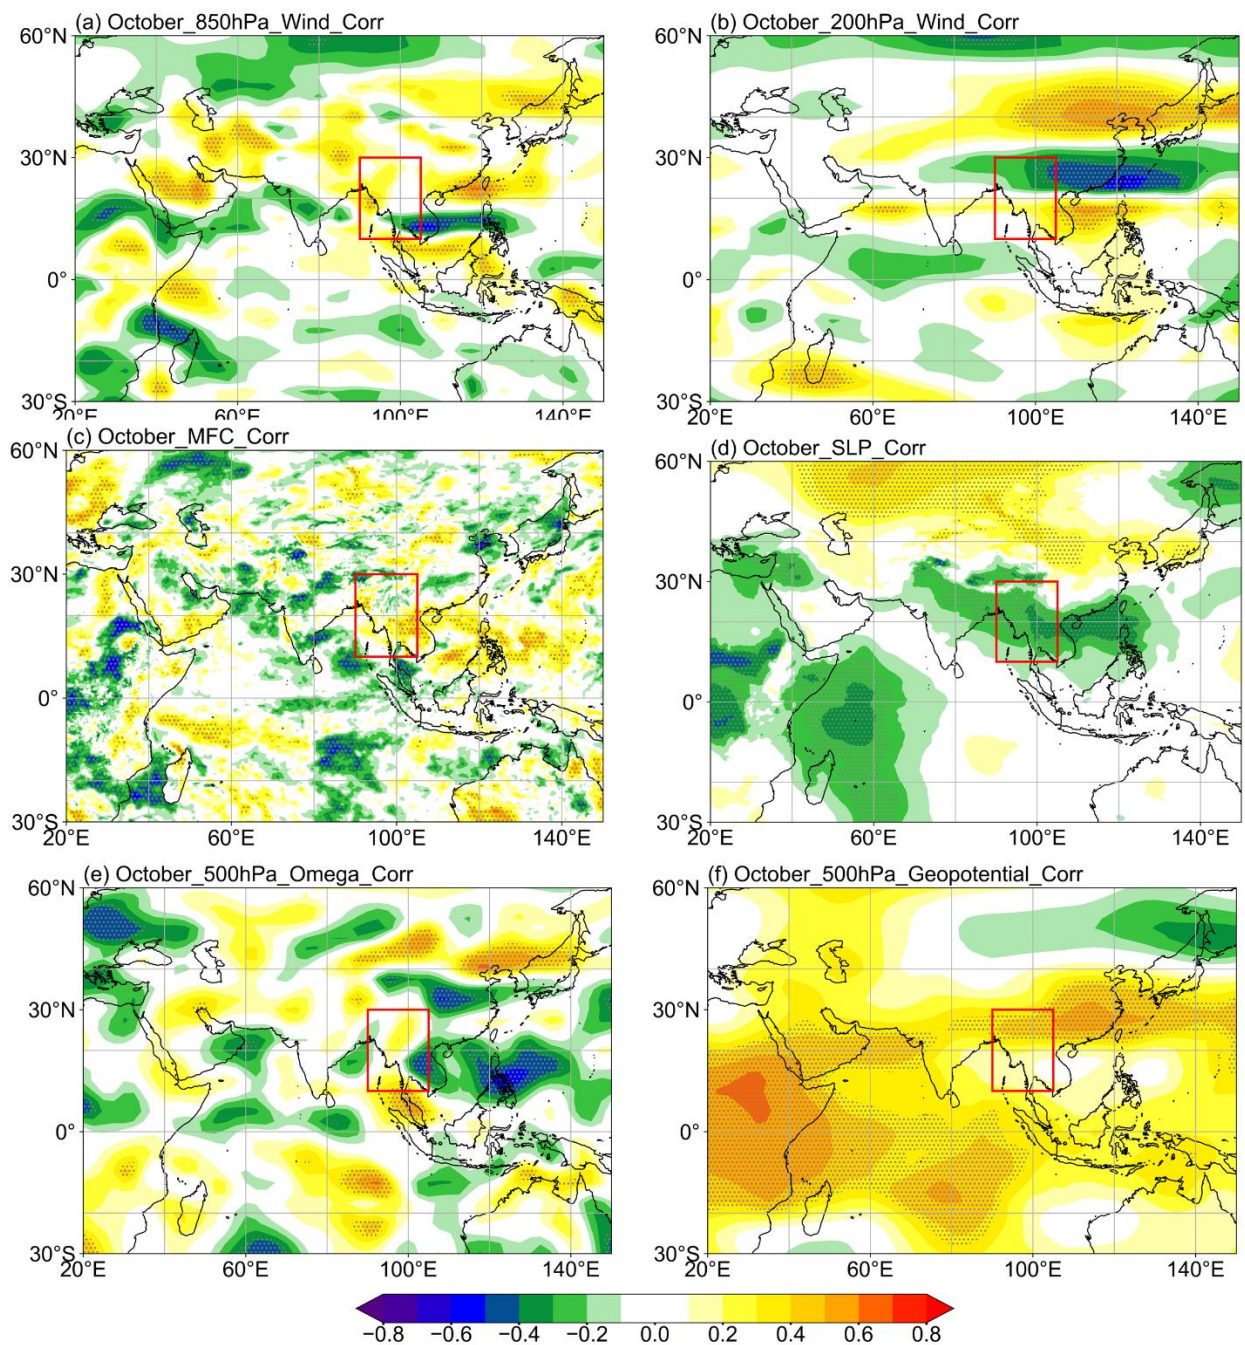 (a) October_850hPa_Wind_Corr
60°N
30°N
0°
30°S
20°E 60°E 100°E 140°E
(b) October_200hPa_Wind_Corr
60°N
30°N
0°
30°S
20°E 60°E 100°E 140°E
(c) October_MFC_Corr
60°N
30°N
0°
30°S
20°E 60°E 100°E 140°E
(d) October_SLP_Corr
60°N
30°N
0°
30°S
20°E 60°E 100°E 140°E
(e) October_500hPa_Omega_Corr
60°N
30°N
0°
30°S
20°E 60°E 100°E 140°E
(f) October_500hPa_Geopotential_Corr
60°N
30°N
0°
30°S
20°E 60°E 100°E 140°E
−0.8 −0.6 −0.4 −0.2 0.0 0.2 0.4 0.6 0.8